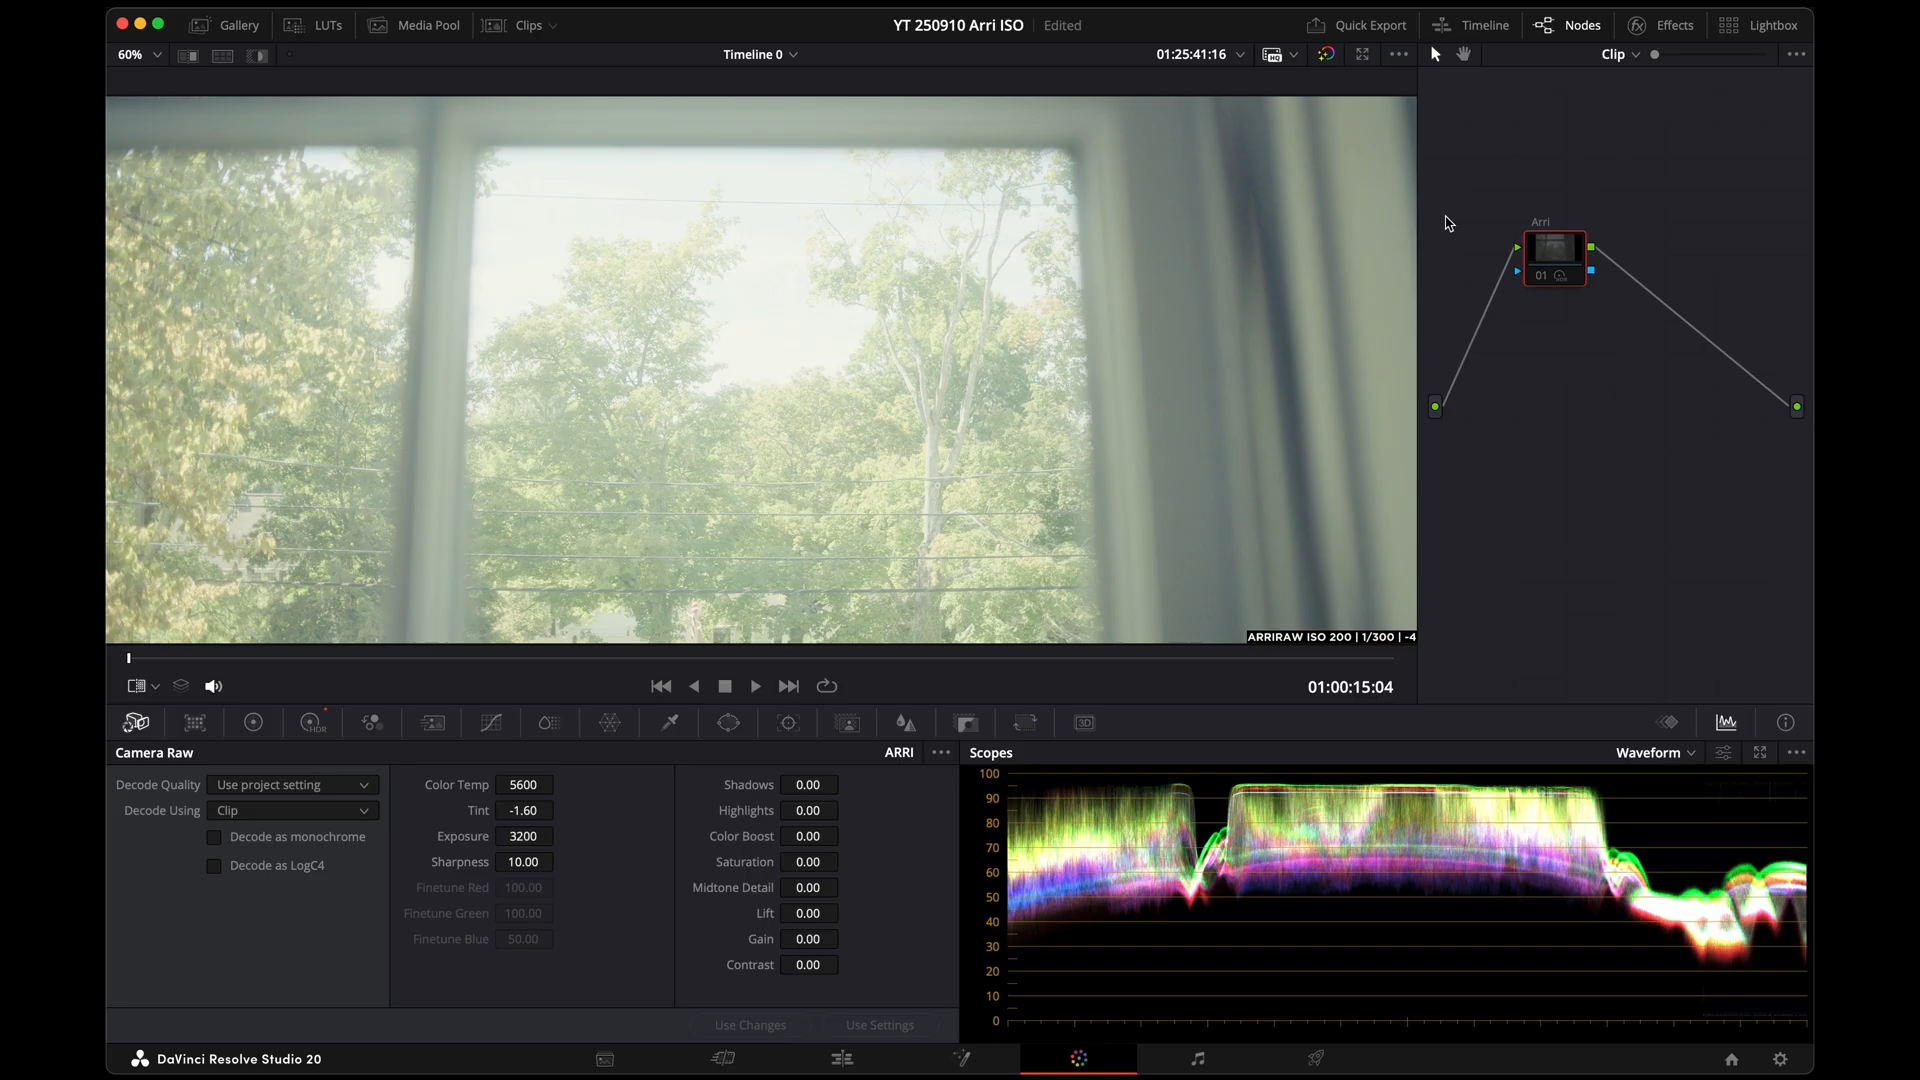 Gallery LUTs Media Pool Clips YT 250910 Arri ISO Edited Quick Export Timeline Nodes Effects Lightbox
60% Timeline 0 01:25:41:16 HQ Clip
Arri
01 HDR
ARRIRAW ISO 200 | 1/300 | -4
01:00:15:04
HDR 3D
Camera Raw ARRI Scopes Waveform
Decode Quality Use project setting
Decode Using Clip
Decode as monochrome
Decode as LogC4
Color Temp 5600
Tint -1.60
Exposure 3200
Sharpness 10.00
Finetune Red 100.00
Finetune Green 100.00
Finetune Blue 50.00
Shadows 0.00
Highlights 0.00
Color Boost 0.00
Saturation 0.00
Midtone Detail 0.00
Lift 0.00
Gain 0.00
Contrast 0.00
Use Changes Use Settings
100
90
80
70
60
50
40
30
20
10
0
DaVinci Resolve Studio 20